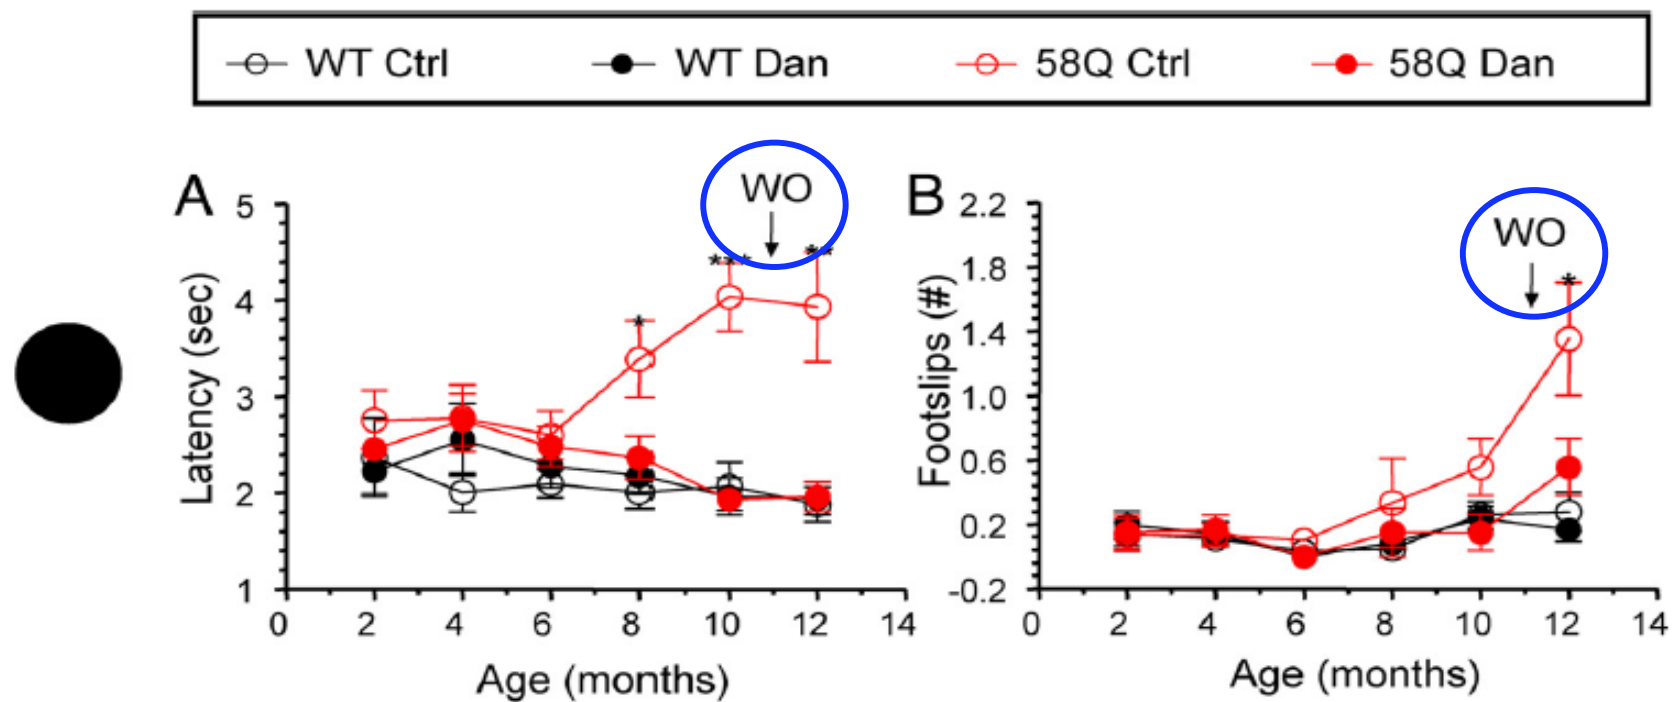 WT Ctrl WT Dan 58Q Ctrl 58Q Dan
A
WO
5
4
3
2
1
Latency (sec)
***
**
*
0 2 4 6 8 10 12 14
Age (months)
B
WO
2.2
1.8
1.4
1.0
0.6
0.2
-0.2
Footslips (#)
*
0 2 4 6 8 10 12 14
Age (months)